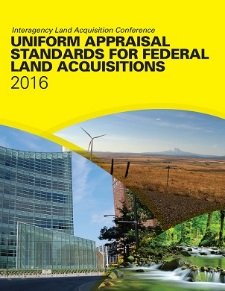 Interagency Land Acquisition Conference
UNIFORM APPRAISAL
STANDARDS FOR FEDERAL
LAND ACQUISITIONS
2016